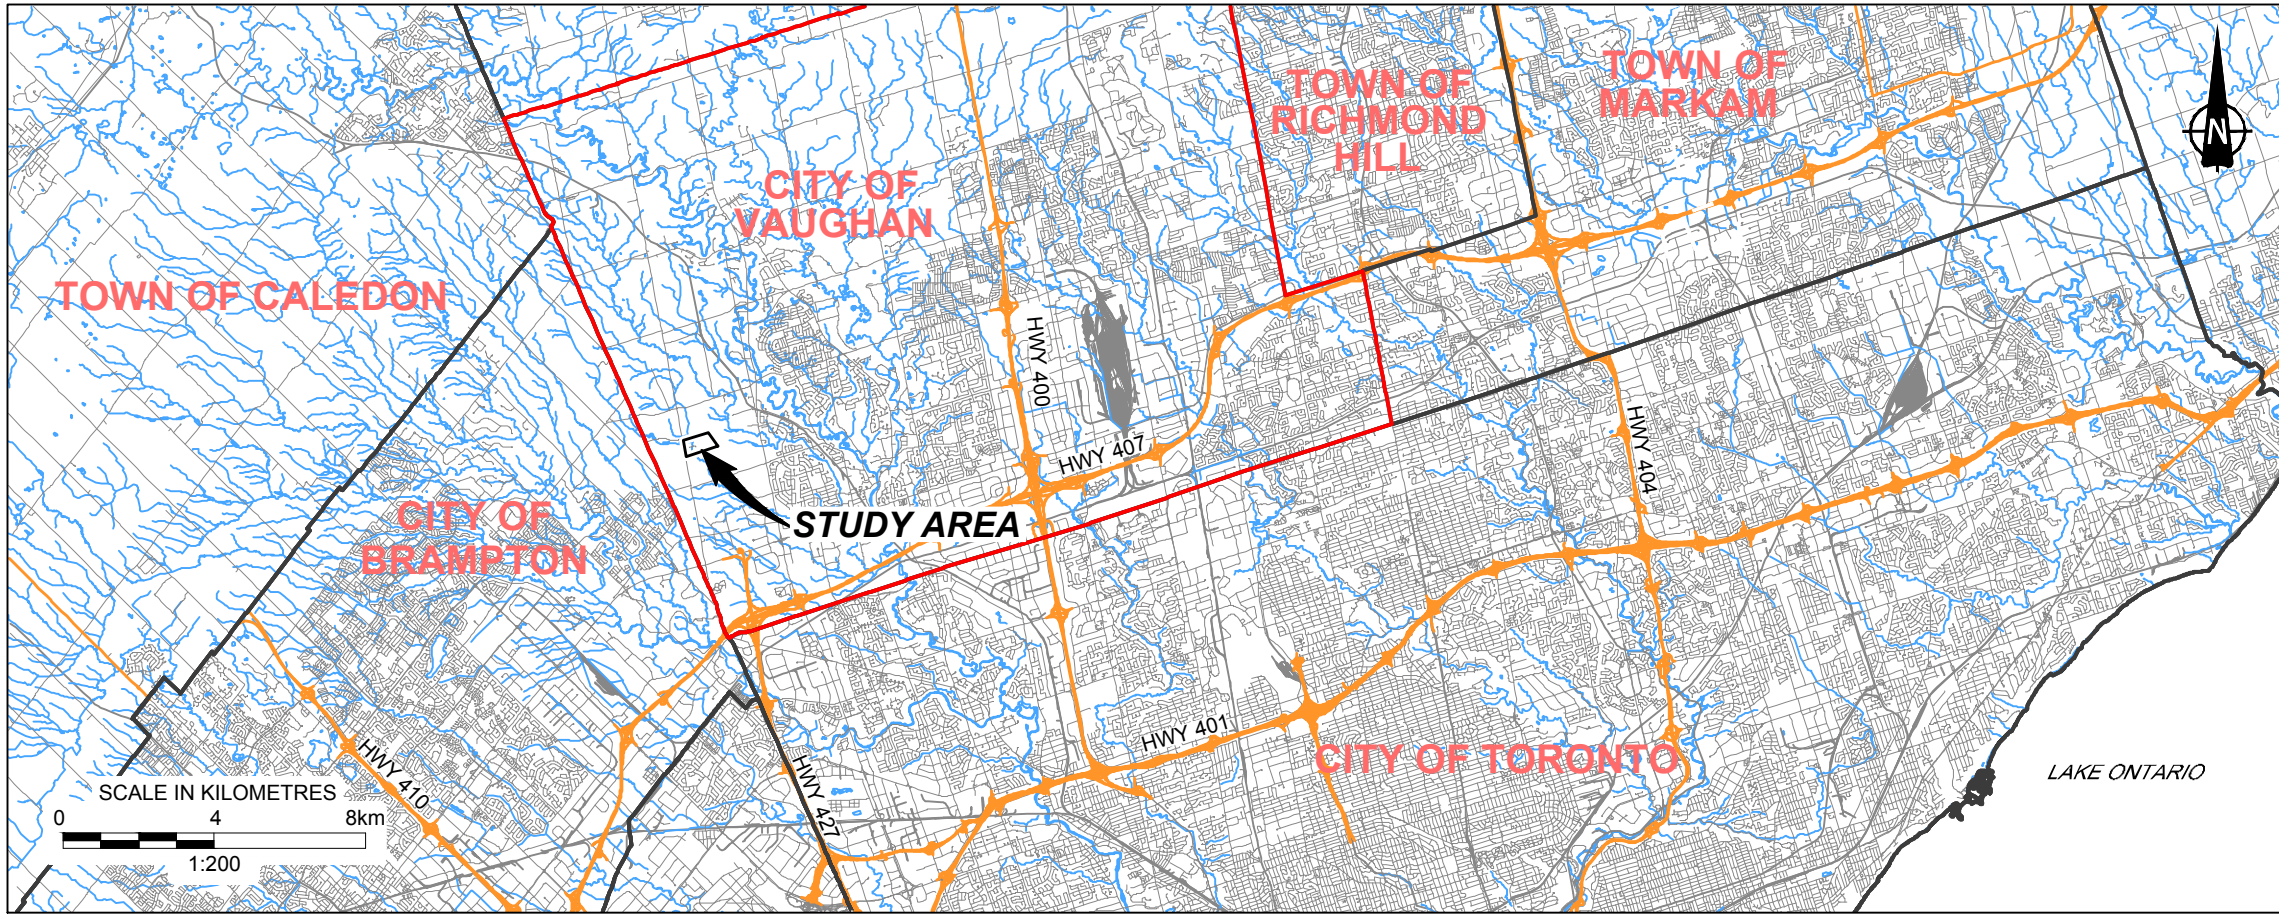 TOWN OF
RICHMOND
HILL
TOWN OF
MARKAM
N
CITY OF
VAUGHAN
TOWN OF CALEDON
HWY 400
HWY 407
HWY 404
STUDY AREA
CITY OF
BRAMPTON
HWY 401
CITY OF TORONTO
LAKE ONTARIO
HWY 410
HWY 427
SCALE IN KILOMETRES
0 4 8km
1:200